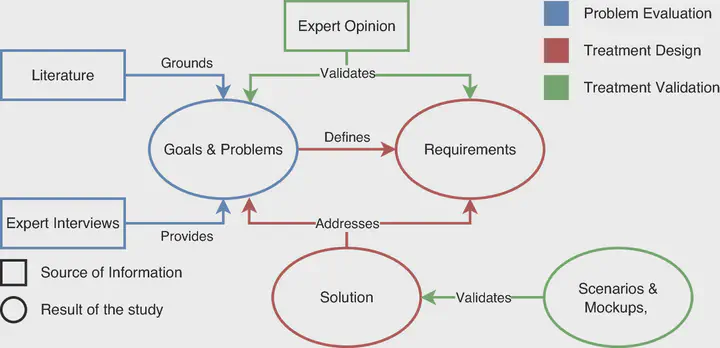 Expert Opinion
Problem Evaluation
Treatment Design
Treatment Validation
Literature
Grounds
Validates
Goals & Problems
Defines
Requirements
Expert Interviews
Provides
Addresses
Source of Information
Result of the study
Solution
Validates
Scenarios &
Mockups,